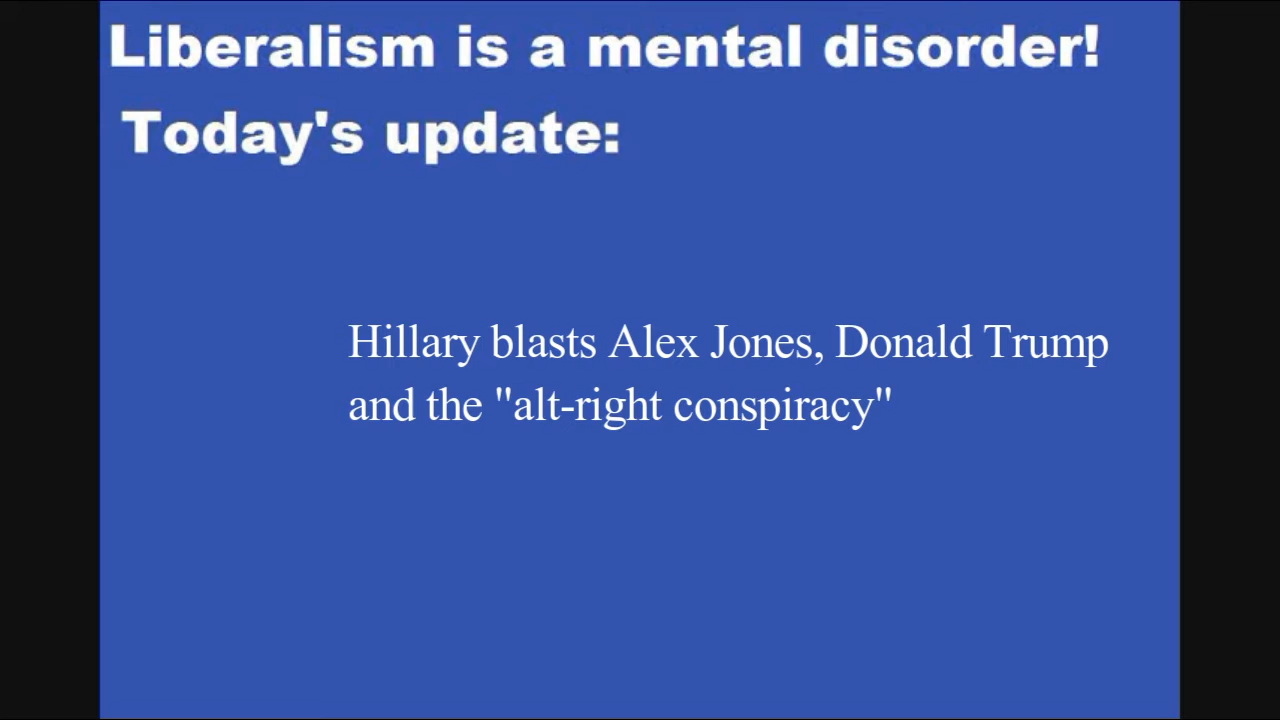 Liberalism is a mental disorder!
Today's update:
Hillary blasts Alex Jones, Donald Trump
and the "alt-right conspiracy"